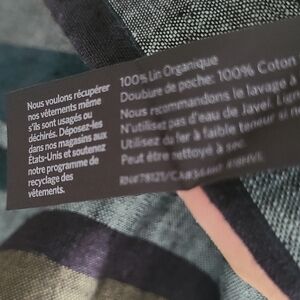 Nous voulons récupérer
nos vêtements même
s'ils sont usagés ou
déchirés. Déposez-les
dans nos magasins aux
États-Unis et soutenez
notre programme de
recyclage des
vêtements.
100% Lin Organique
Doublure de poche: 100% Coton
Nous recommandons le lavage à
N'utilisez pas d'eau de Javel.
Utilisez du fer à faible teneur
Peut être nettoyé à sec.